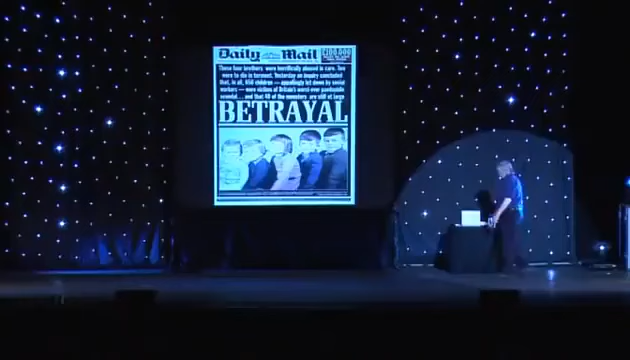 Daily Mail
These four brothers were horrifically abused in care. Two
were to die in torment. Yesterday an inquiry concluded
that, in all, 650 children — appallingly let down by social
workers — were victims of Britain's worst-ever paedophile
scandal... and that 40 of the monsters are still at large
BETRAYAL